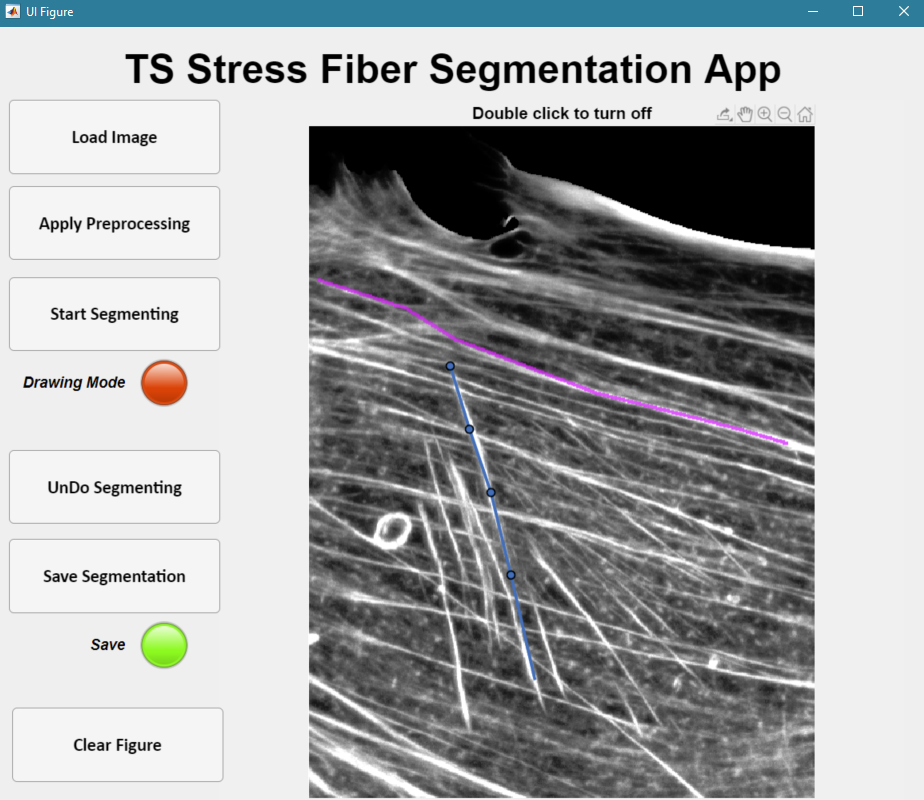 UI Figure
TS Stress Fiber Segmentation App
Double click to turn off
Load Image
Apply Preprocessing
Start Segmenting
Drawing Mode
UnDo Segmenting
Save Segmentation
Save
Clear Figure